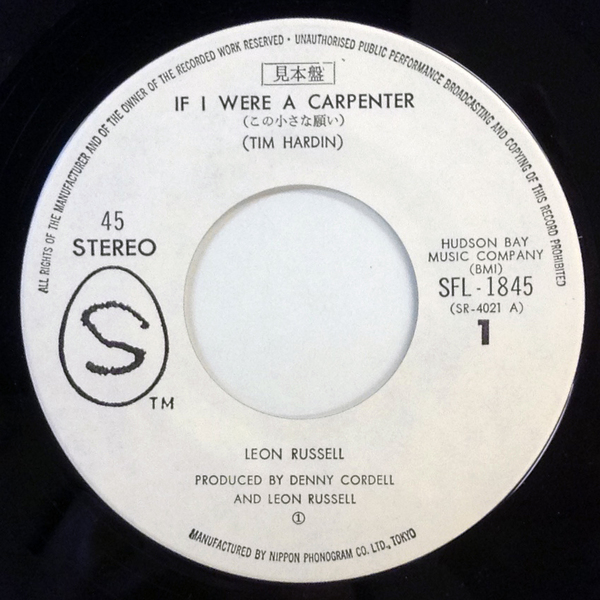 ALL RIGHTS OF THE MANUFACTURER AND OF THE OWNER OF THE RECORDED WORK RESERVED • UNAUTHORISED PUBLIC PERFORMANCE BROADCASTING AND COPYING OF THIS RECORD PROHIBITED
見本盤
IF I WERE A CARPENTER
(この小さな願い)
(TIM HARDIN)
45
STEREO
S
TM
HUDSON BAY
MUSIC COMPANY
(BMI)
SFL-1845
(SR-4021 A)
1
LEON RUSSELL
PRODUCED BY DENNY CORDELL
AND LEON RUSSELL
①
MANUFACTURED BY NIPPON PHONOGRAM CO. LTD., TOKYO